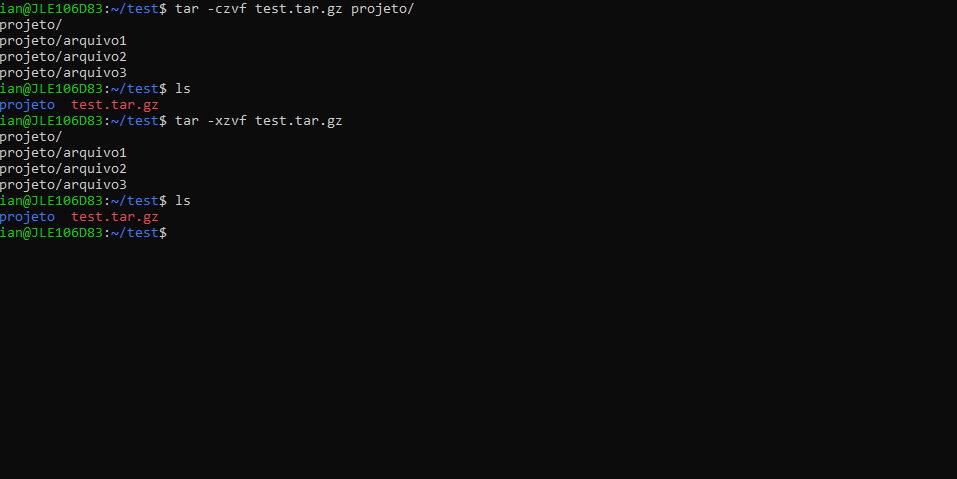 ian@JLE106D83:~/test$ tar -czvf test.tar.gz projeto/
projeto/
projeto/arquivo1
projeto/arquivo2
projeto/arquivo3
ian@JLE106D83:~/test$ ls
projeto  test.tar.gz
ian@JLE106D83:~/test$ tar -xzvf test.tar.gz
projeto/
projeto/arquivo1
projeto/arquivo2
projeto/arquivo3
ian@JLE106D83:~/test$ ls
projeto  test.tar.gz
ian@JLE106D83:~/test$